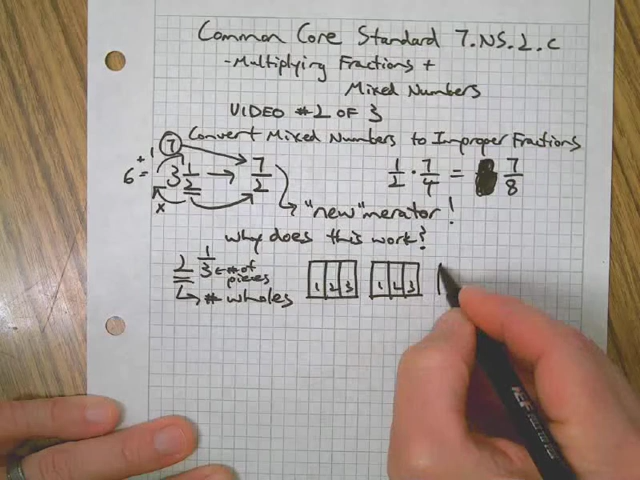 Common Core Standard 7.NS.2.c
-Multiplying Fractions +
Mixed Numbers
VIDEO #2 OF 3
Convert Mixed Numbers to Improper Fractions
7
+
6 = 3 1/2 → 7/2
x
1/2 · 7/4 = 7/8
"new"merator!
why does this work?
2 1/3 ← # of pieces
↳ # wholes
1 2 3
1 2 3